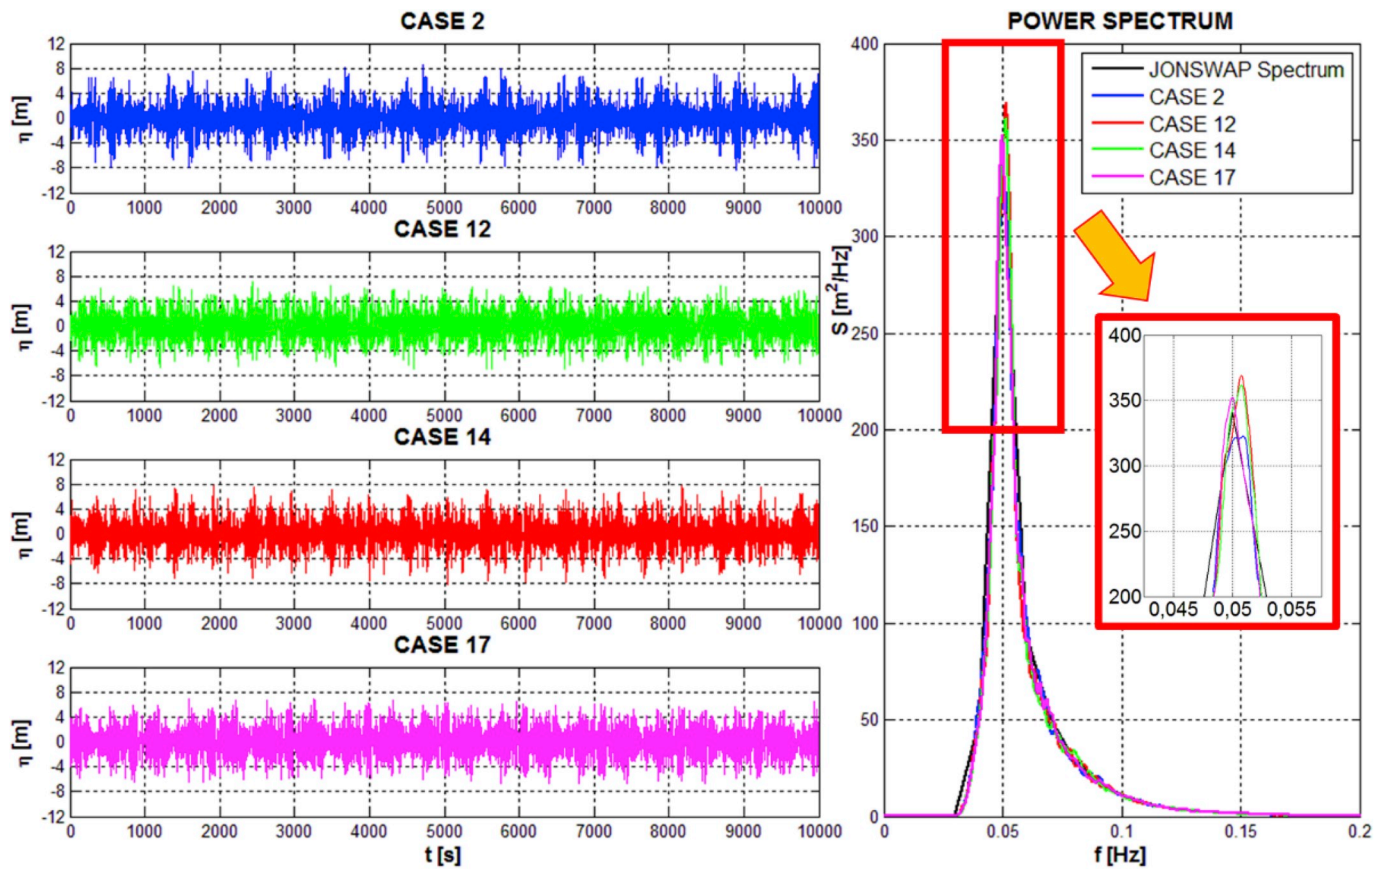 CASE 2
η [m]
12
8
4
0
-4
-8
-12
0 1000 2000 3000 4000 5000 6000 7000 8000 9000 10000
CASE 12
η [m]
12
8
4
0
-4
-8
-12
0 1000 2000 3000 4000 5000 6000 7000 8000 9000 10000
CASE 14
η [m]
12
8
4
0
-4
-8
-12
0 1000 2000 3000 4000 5000 6000 7000 8000 9000 10000
CASE 17
η [m]
12
8
4
0
-4
-8
-12
0 1000 2000 3000 4000 5000 6000 7000 8000 9000 10000
t [s]
POWER SPECTRUM
S [m²/Hz]
400
350
300
250
200
150
100
50
0
0 0.05 0.1 0.15 0.2
f [Hz]
JONSWAP Spectrum
CASE 2
CASE 12
CASE 14
CASE 17
400
350
300
250
200
0,045 0,05 0,055